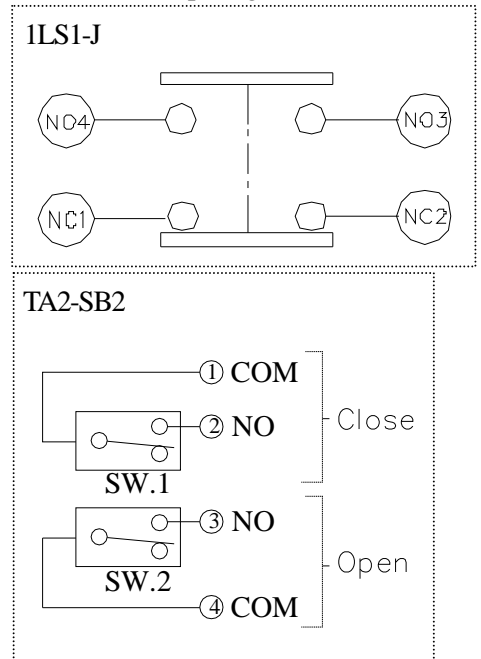 1LS1-J
NO4 NO3
NC1 NC2
TA2-SB2
1 COM
2 NO
Close
SW.1
3 NO
Open
SW.2
4 COM